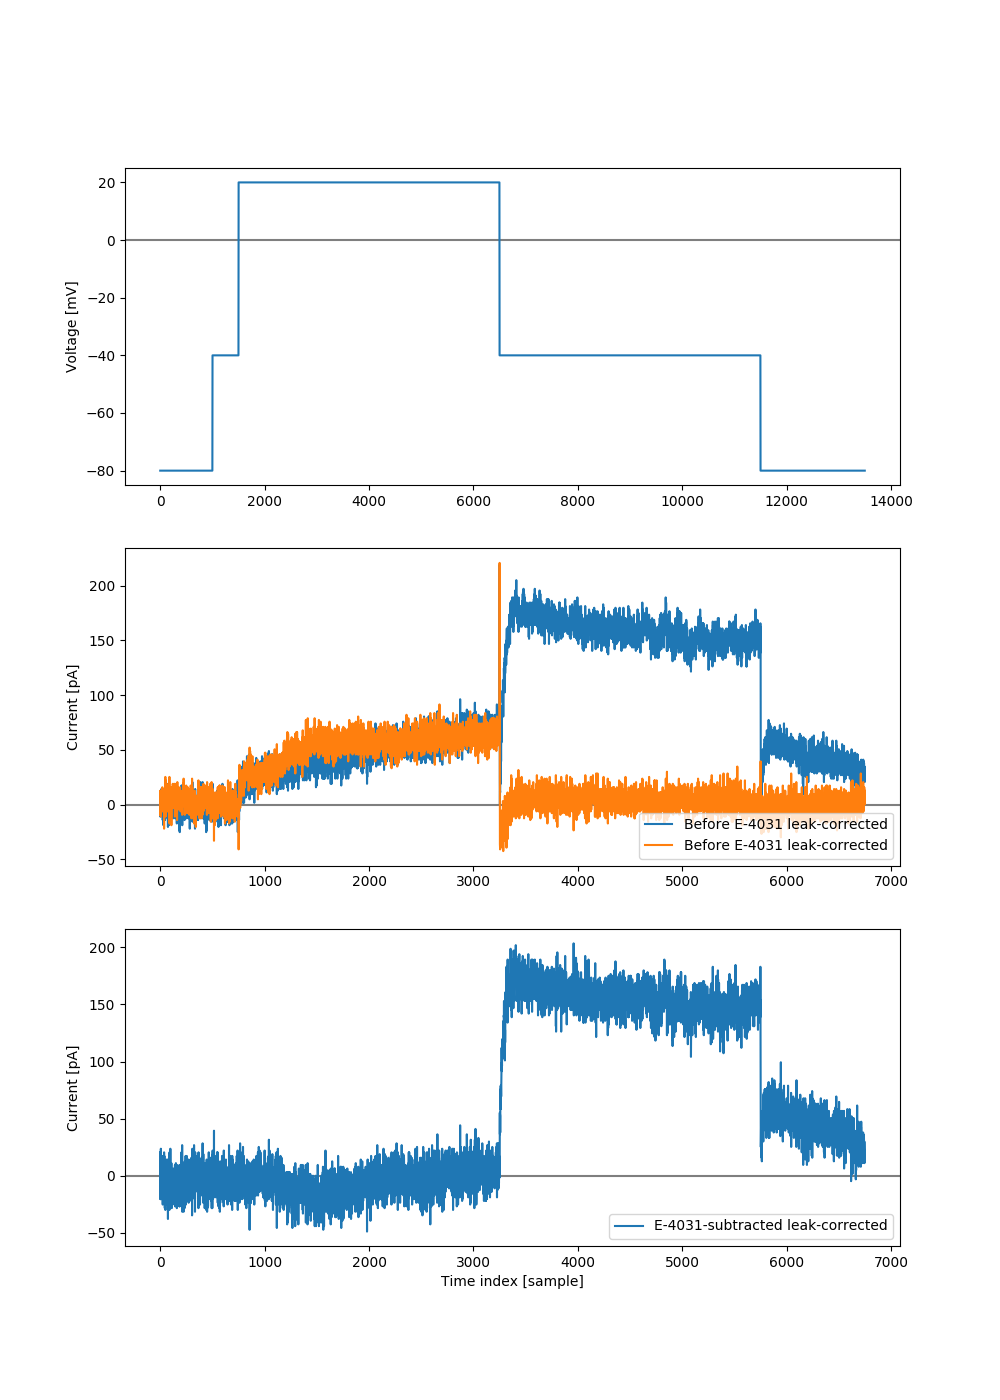 20
0
−20
−40
−60
−80
Voltage [mV]
0 2000 4000 6000 8000 10000 12000 14000
200
150
100
50
0
−50
Current [pA]
Before E-4031 leak-corrected
Before E-4031 leak-corrected
0 1000 2000 3000 4000 5000 6000 7000
200
150
100
50
0
−50
Current [pA]
E-4031-subtracted leak-corrected
0 1000 2000 3000 4000 5000 6000 7000
Time index [sample]